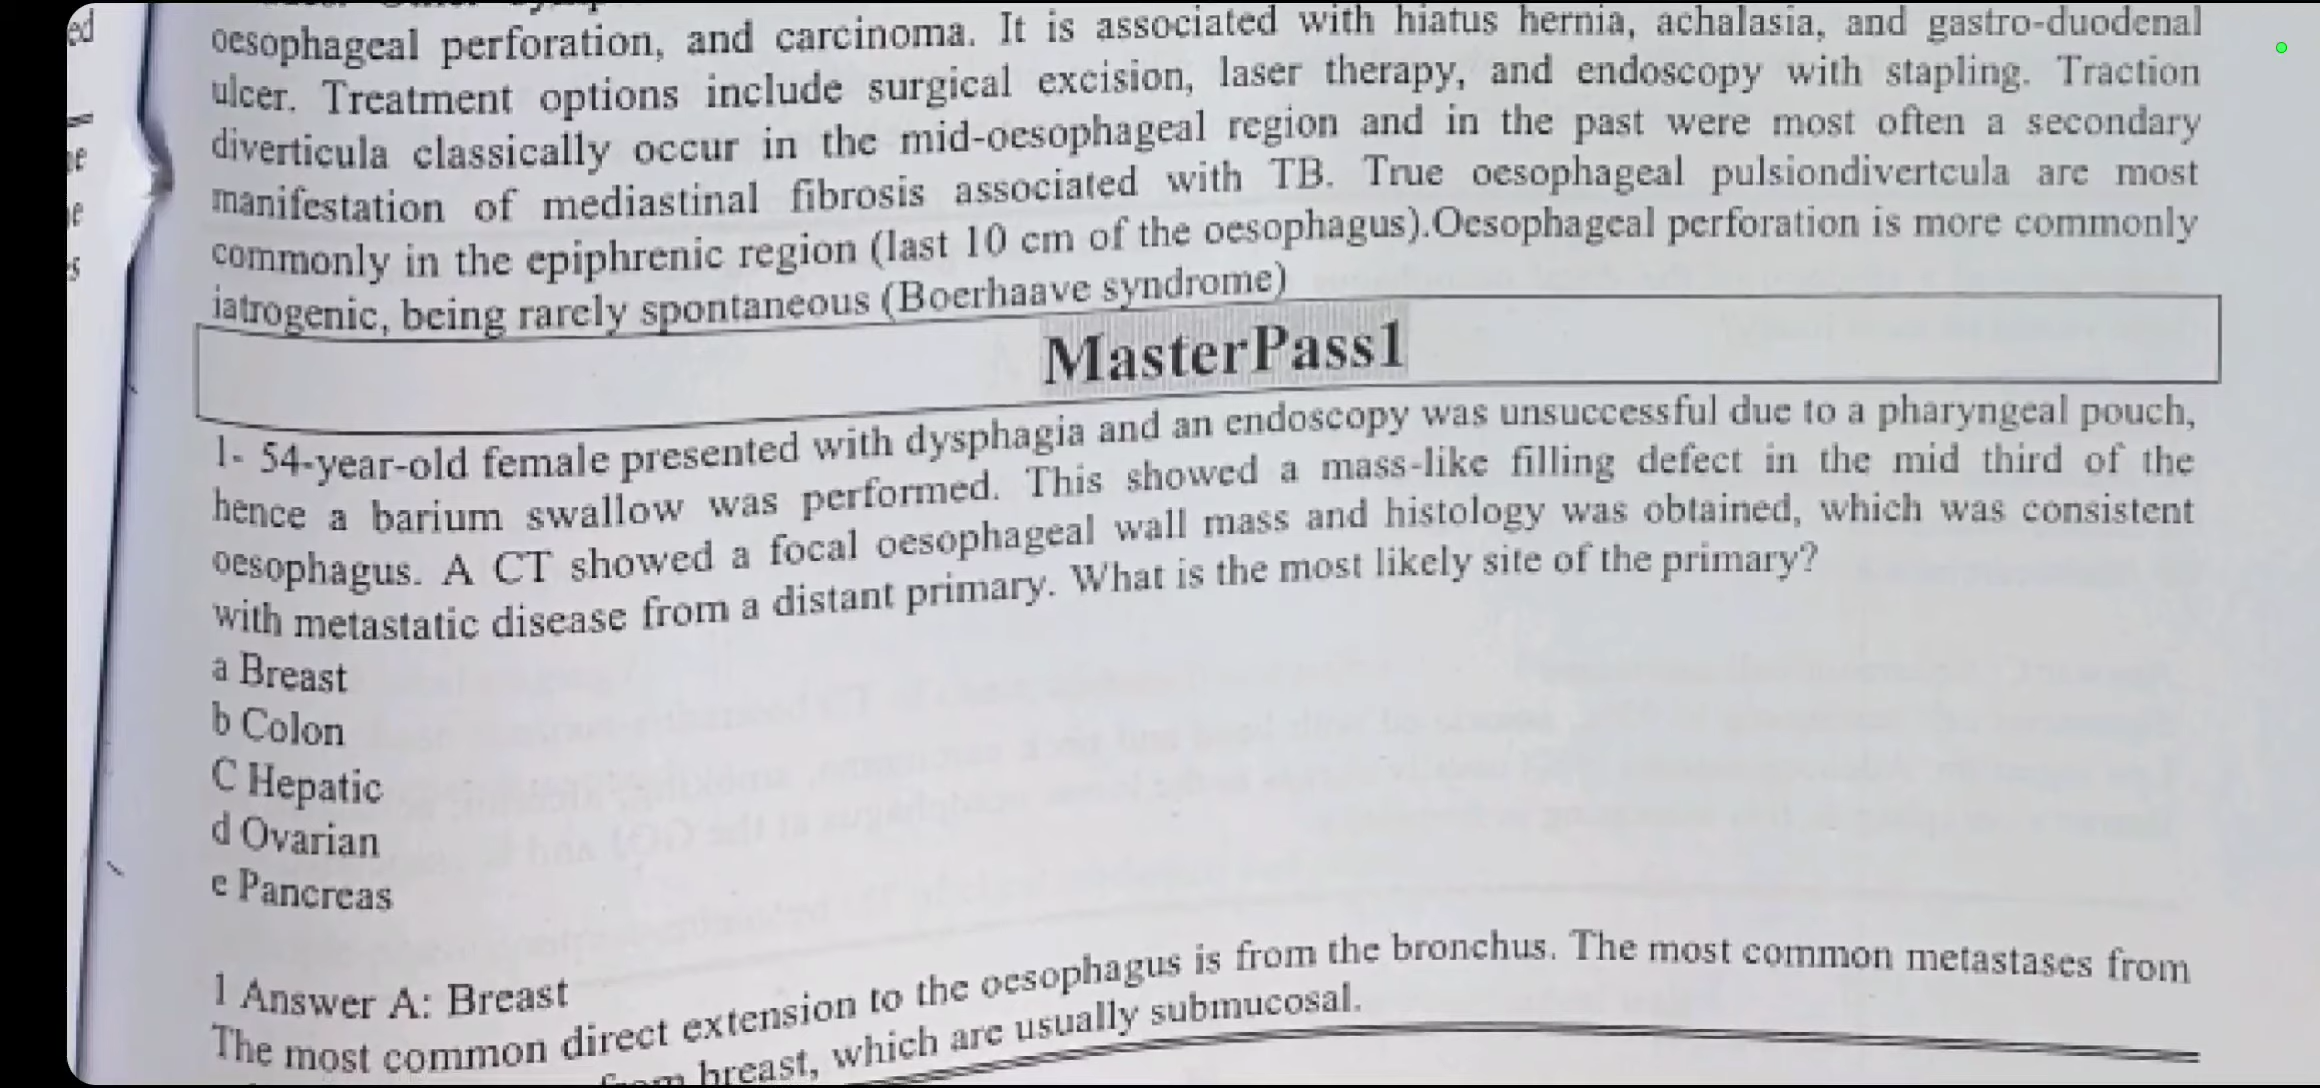 ed
oesophageal perforation, and carcinoma. It is associated with hiatus hernia, achalasia, and gastro-duodenal
ulcer. Treatment options include surgical excision, laser therapy, and endoscopy with stapling. Traction
diverticula classically occur in the mid-oesophageal region and in the past were most often a secondary
manifestation of mediastinal fibrosis associated with TB. True oesophageal pulsiondivertcula are most
commonly in the epiphrenic region (last 10 cm of the oesophagus).Oesophageal perforation is more commonly
iatrogenic, being rarely spontaneous (Boerhaave syndrome)
MasterPass1
1- 54-year-old female presented with dysphagia and an endoscopy was unsuccessful due to a pharyngeal pouch,
hence a barium swallow was performed. This showed a mass-like filling defect in the mid third of the
oesophagus. A CT showed a focal oesophageal wall mass and histology was obtained, which was consistent
with metastatic disease from a distant primary. What is the most likely site of the primary?
a Breast
b Colon
C Hepatic
d Ovarian
e Pancreas
1 Answer A: Breast
The most common direct extension to the oesophagus is from the bronchus. The most common metastases from
breast, which are usually submucosal.